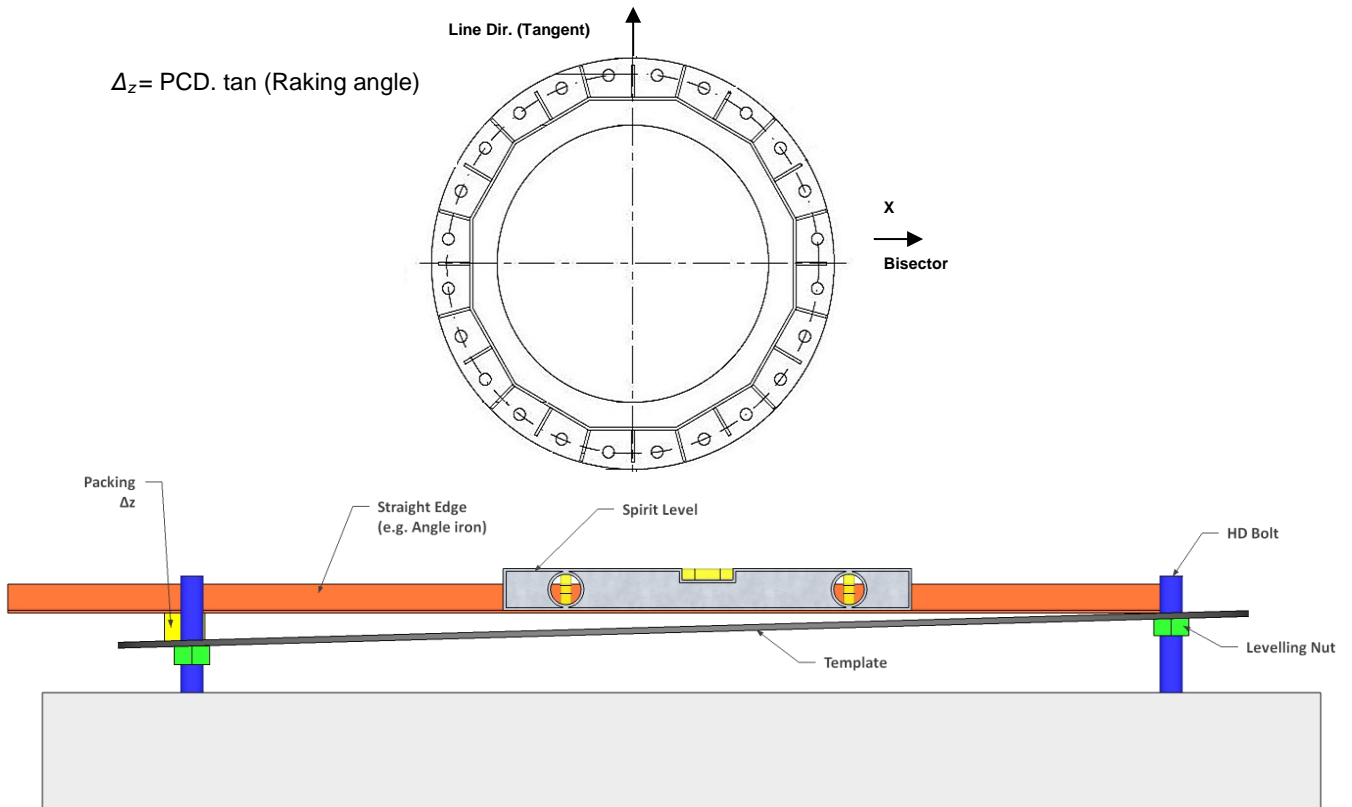 Line Dir. (Tangent)
Δz= PCD. tan (Raking angle)
X
Bisector
Packing
Δz
Straight Edge
(e.g. Angle iron)
Spirit Level
HD Bolt
Template
Levelling Nut